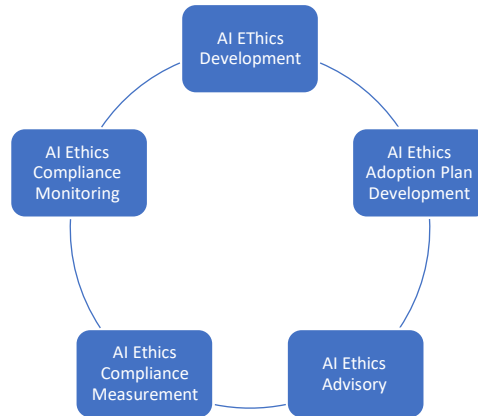 AI EThics
Development
AI Ethics
Adoption Plan
Development
AI Ethics
Advisory
AI Ethics
Compliance
Measurement
AI Ethics
Compliance
Monitoring